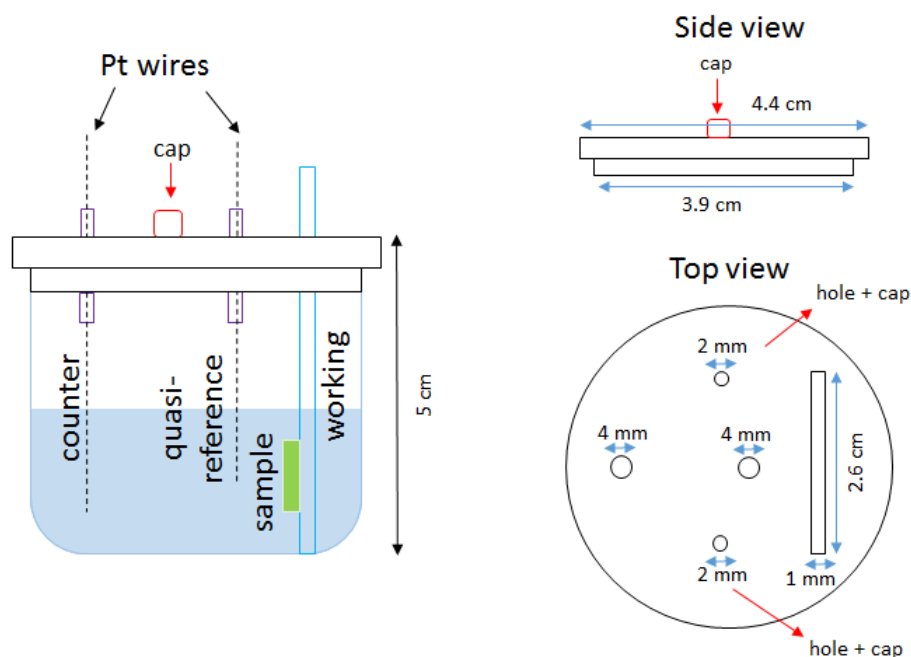 Pt wires
cap
counter
quasi-
reference
sample
working
5 cm
Side view
cap
4.4 cm
3.9 cm
Top view
hole + cap
2 mm
4 mm
4 mm
2.6 cm
2 mm
1 mm
hole + cap